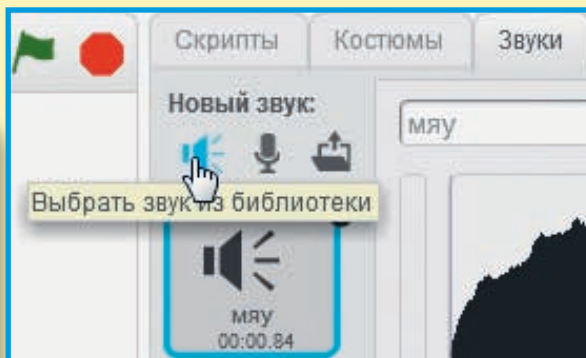 Скрипты Костюмы Звуки
Новый звук:
мяу
Выбрать звук из библиотеки
мяу
00:00.84